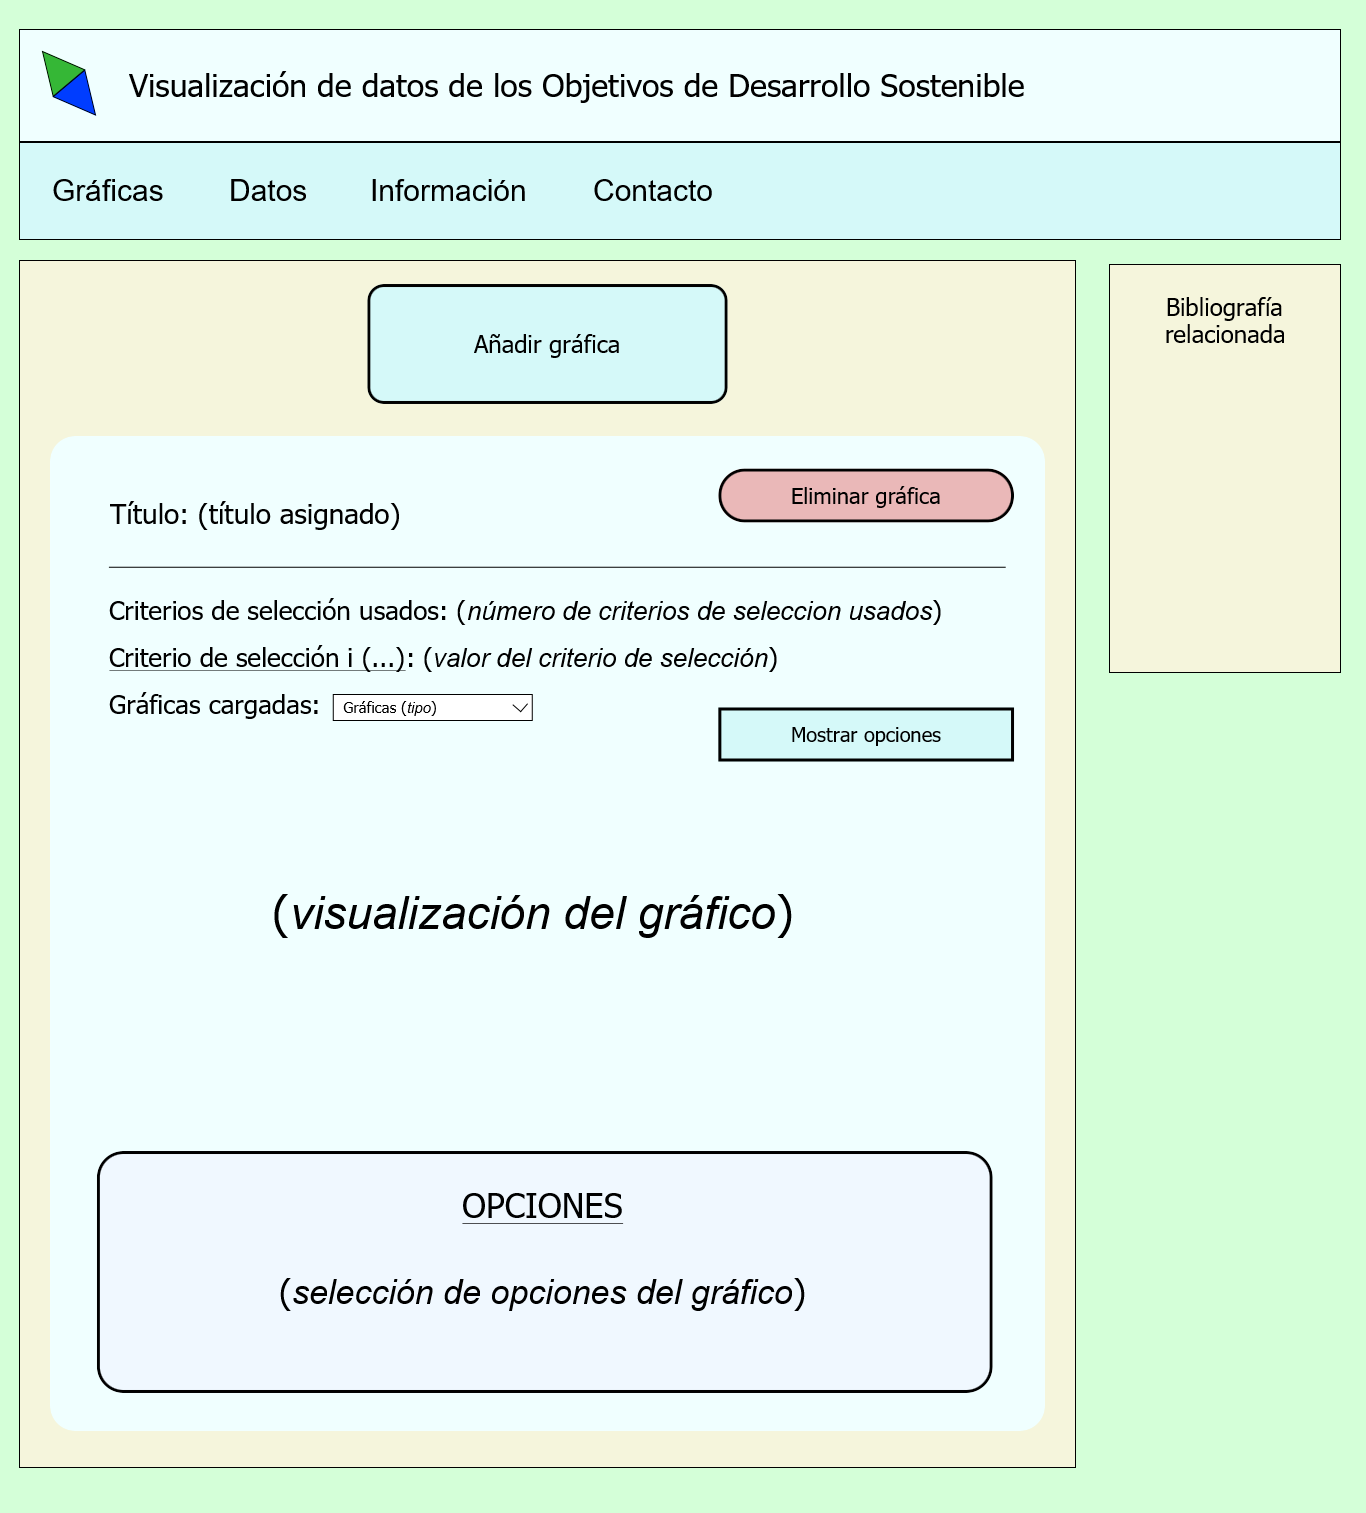 Visualización de datos de los Objetivos de Desarrollo Sostenible
Gráficas Datos Información Contacto
Añadir gráfica
Bibliografía
relacionada
Eliminar gráfica
Título: (título asignado)
Criterios de selección usados: (número de criterios de seleccion usados)
Criterio de selección i (...): (valor del criterio de selección)
Gráficas cargadas: Gráficas (tipo)
Mostrar opciones
(visualización del gráfico)
OPCIONES
(selección de opciones del gráfico)